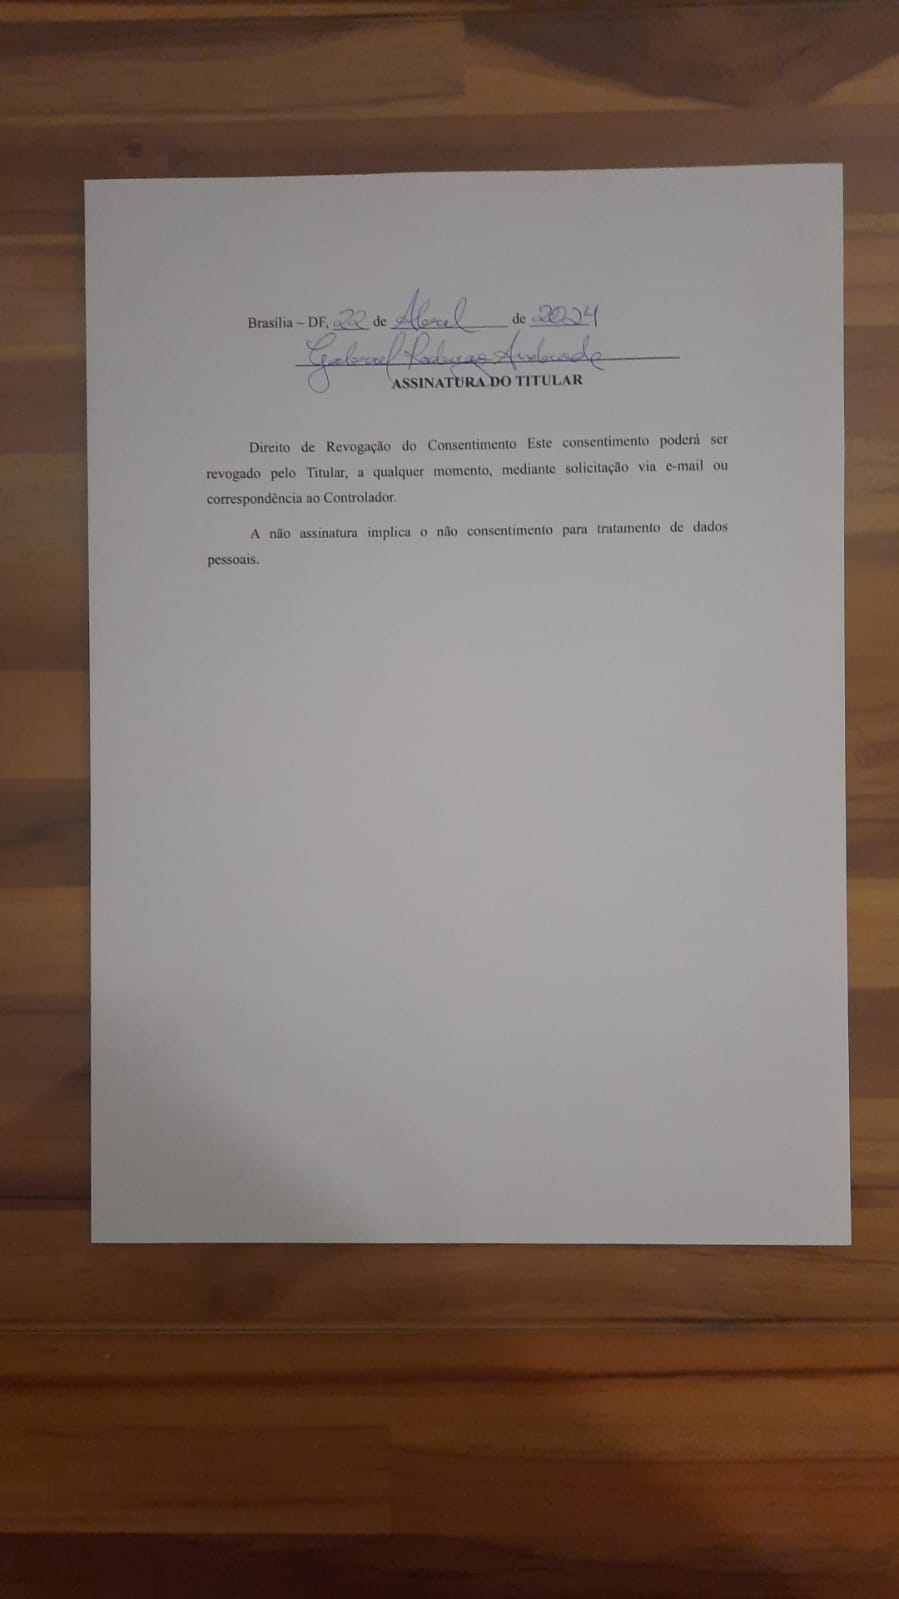 Brasília – DF, 22 de Abril de 2024
Gabriel Rodrigues Andrade
ASSINATURA DO TITULAR
Direito de Revogação do Consentimento Este consentimento poderá ser
revogado pelo Titular, a qualquer momento, mediante solicitação via e-mail ou
correspondência ao Controlador.
A não assinatura implica o não consentimento para tratamento de dados
pessoais.